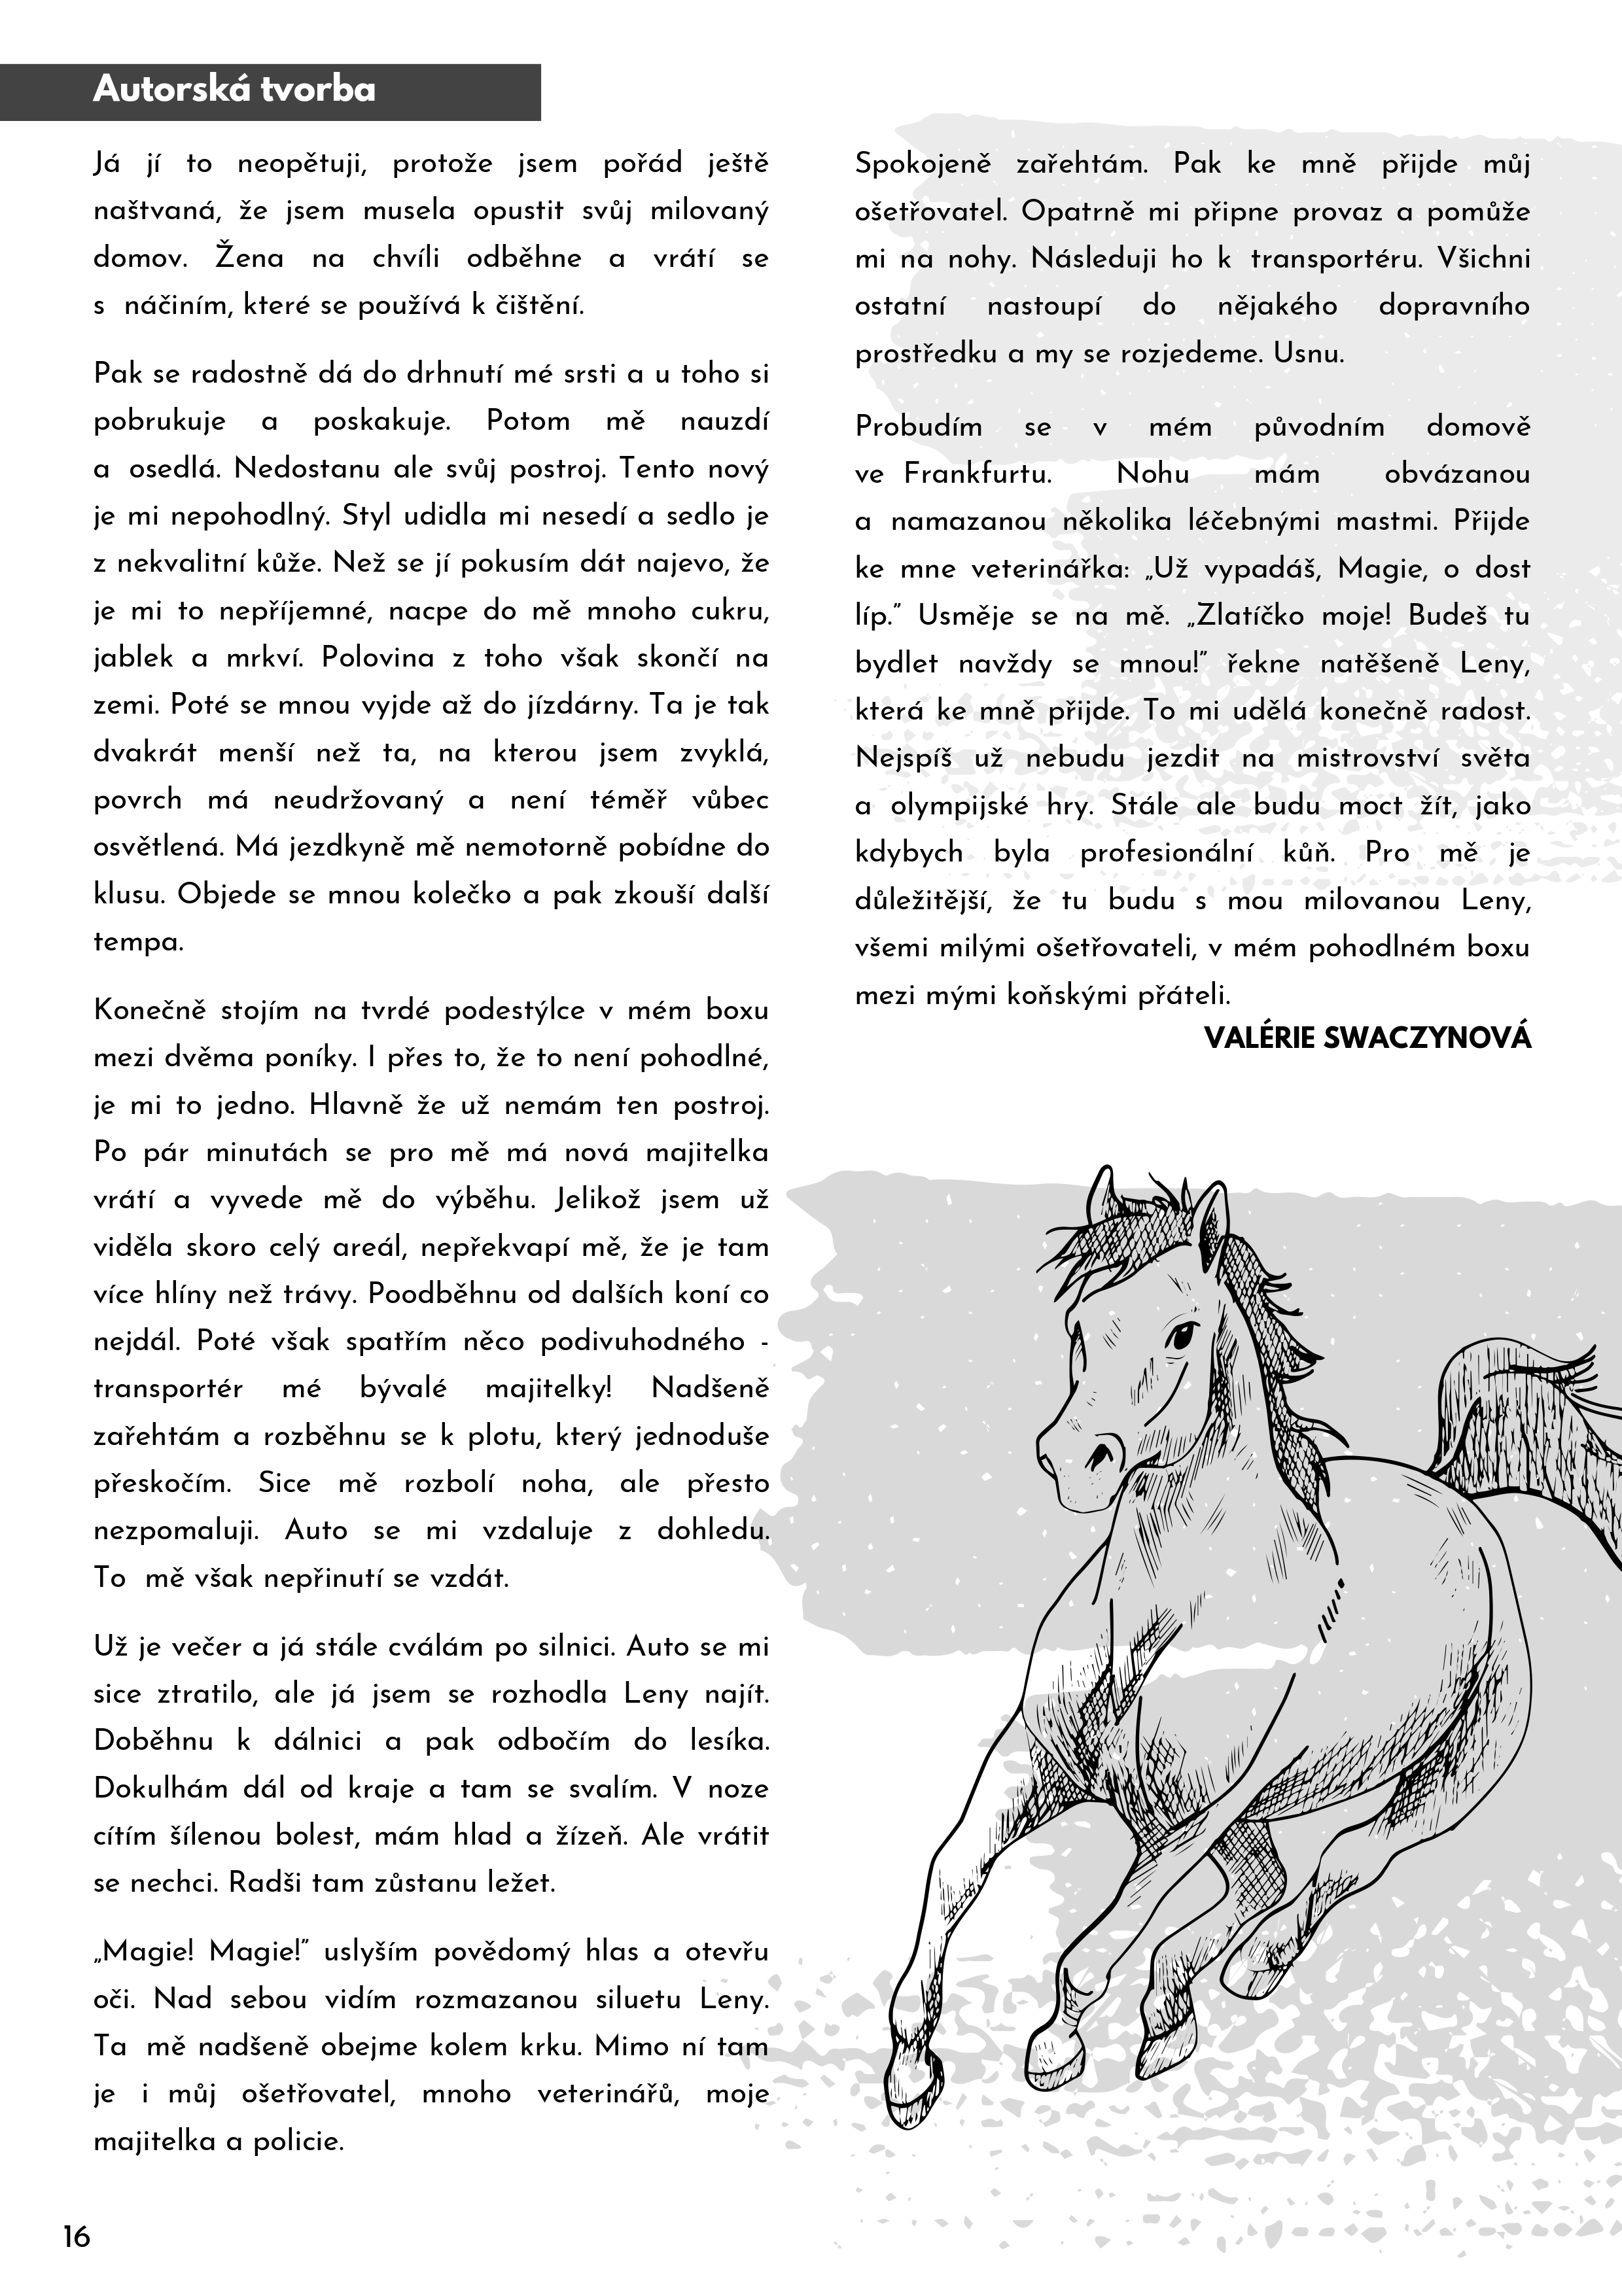 Autorská tvorba
Já jí to neopětuji, protože jsem pořád ještě
naštvaná, že jsem musela opustit svůj milovaný
domov. Žena na chvíli odběhne a vrátí se
s náčiním, které se používá k čištění.
Pak se radostně dá do drhnutí mé srsti a u toho si
pobrukuje a poskakuje. Potom mě nauzdí
a osedlá. Nedostanu ale svůj postroj. Tento nový
je mi nepohodlný. Styl udidla mi nesedí a sedlo je
z nekvalitní kůže. Než se jí pokusím dát najevo, že
je mi to nepříjemné, nacpe do mě mnoho cukru,
jablek a mrkví. Polovina z toho však skončí na
zemi. Poté se mnou vyjde až do jízdárny. Ta je tak
dvakrát menší než ta, na kterou jsem zvyklá,
povrch má neudržovaný a není téměř vůbec
osvětlená. Má jezdkyně mě nemotorně pobídne do
klusu. Objede se mnou kolečko a pak zkouší další
tempa.
Konečně stojím na tvrdé podestýlce v mém boxu
mezi dvěma poníky. I přes to, že to není pohodlné,
je mi to jedno. Hlavně že už nemám ten postroj.
Po pár minutách se pro mě má nová majitelka
vrátí a vyvede mě do výběhu. Jelikož jsem už
viděla skoro celý areál, nepřekvapí mě, že je tam
více hlíny než trávy. Poodběhnu od dalších koní co
nejdál. Poté však spatřím něco podivuhodného -
transportér mé bývalé majitelky! Nadšeně
zařehtám a rozběhnu se k plotu, který jednoduše
přeskočím. Sice mě rozbolí noha, ale přesto
nezpomaluji. Auto se mi vzdaluje z dohledu.
To mě však nepřinutí se vzdát.
Už je večer a já stále cválám po silnici. Auto se mi
sice ztratilo, ale já jsem se rozhodla Leny najít.
Doběhnu k dálnici a pak odbočím do lesíka.
Dokulhám dál od kraje a tam se svalím. V noze
cítím šílenou bolest, mám hlad a žízeň. Ale vrátit
se nechci. Radši tam zůstanu ležet.
„Magie! Magie!” uslyším povědomý hlas a otevřu
oči. Nad sebou vidím rozmazanou siluetu Leny.
Ta mě nadšeně obejme kolem krku. Mimo ní tam
je i můj ošetřovatel, mnoho veterinářů, moje
majitelka a policie.
Spokojeně zařehtám. Pak ke mně přijde můj
ošetřovatel. Opatrně mi připne provaz a pomůže
mi na nohy. Následuji ho k transportéru. Všichni
ostatní nastoupí do nějakého dopravního
prostředku a my se rozjedeme. Usnu.
Probudím se v mém původním domově
ve Frankfurtu. Nohu mám obvázanou
a namazanou několika léčebnými mastmi. Přijde
ke mne veterinářka: „Už vypadáš, Magie, o dost
líp.” Usměje se na mě. „Zlatíčko moje! Budeš tu
bydlet navždy se mnou!” řekne natěšeně Leny,
která ke mně přijde. To mi udělá konečně radost.
Nejspíš už nebudu jezdit na mistrovství světa
a olympijské hry. Stále ale budu moct žít, jako
kdybych byla profesionální kůň. Pro mě je
důležitější, že tu budu s mou milovanou Leny,
všemi milými ošetřovateli, v mém pohodlném boxu
mezi mými koňskými přáteli.
VALÉRIE SWACZYNOVÁ
16